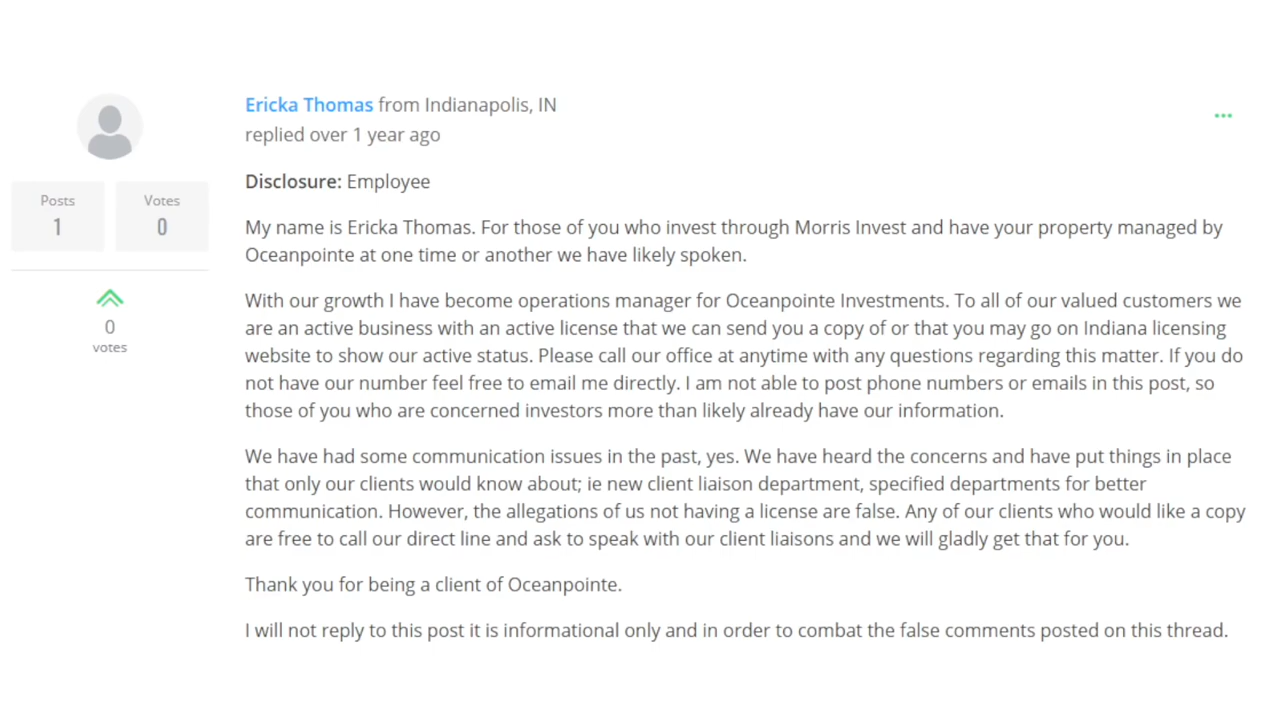 Ericka Thomas from Indianapolis, IN
replied over 1 year ago
Posts
1
Votes
0
0
votes
Disclosure: Employee
My name is Ericka Thomas. For those of you who invest through Morris Invest and have your property managed by
Oceanpointe at one time or another we have likely spoken.
With our growth I have become operations manager for Oceanpointe Investments. To all of our valued customers we
are an active business with an active license that we can send you a copy of or that you may go on Indiana licensing
website to show our active status. Please call our office at anytime with any questions regarding this matter. If you do
not have our number feel free to email me directly. I am not able to post phone numbers or emails in this post, so
those of you who are concerned investors more than likely already have our information.
We have had some communication issues in the past, yes. We have heard the concerns and have put things in place
that only our clients would know about; ie new client liaison department, specified departments for better
communication. However, the allegations of us not having a license are false. Any of our clients who would like a copy
are free to call our direct line and ask to speak with our client liaisons and we will gladly get that for you.
Thank you for being a client of Oceanpointe.
I will not reply to this post it is informational only and in order to combat the false comments posted on this thread.